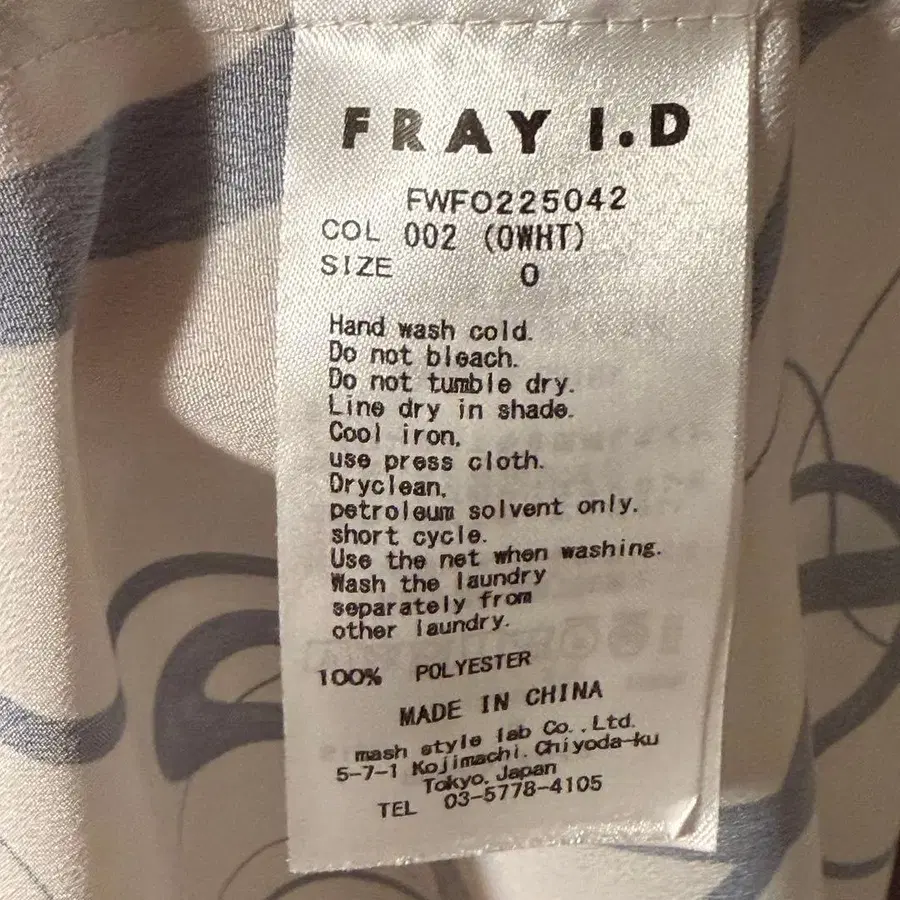 FRAY I.D
FWFO225042
COL 002 (OWHT)
SIZE 0
Hand wash cold.
Do not bleach.
Do not tumble dry.
Line dry in shade.
Cool iron,
use press cloth.
Dryclean,
petroleum solvent only.
short cycle.
Use the net when washing.
Wash the laundry
separately from
other laundry.
100% POLYESTER
MADE IN CHINA
mash style lab Co.,Ltd.
5-7-1 Kojimachi. Chiyoda-ku
Tokyo. Japan
TEL 03-5778-4105